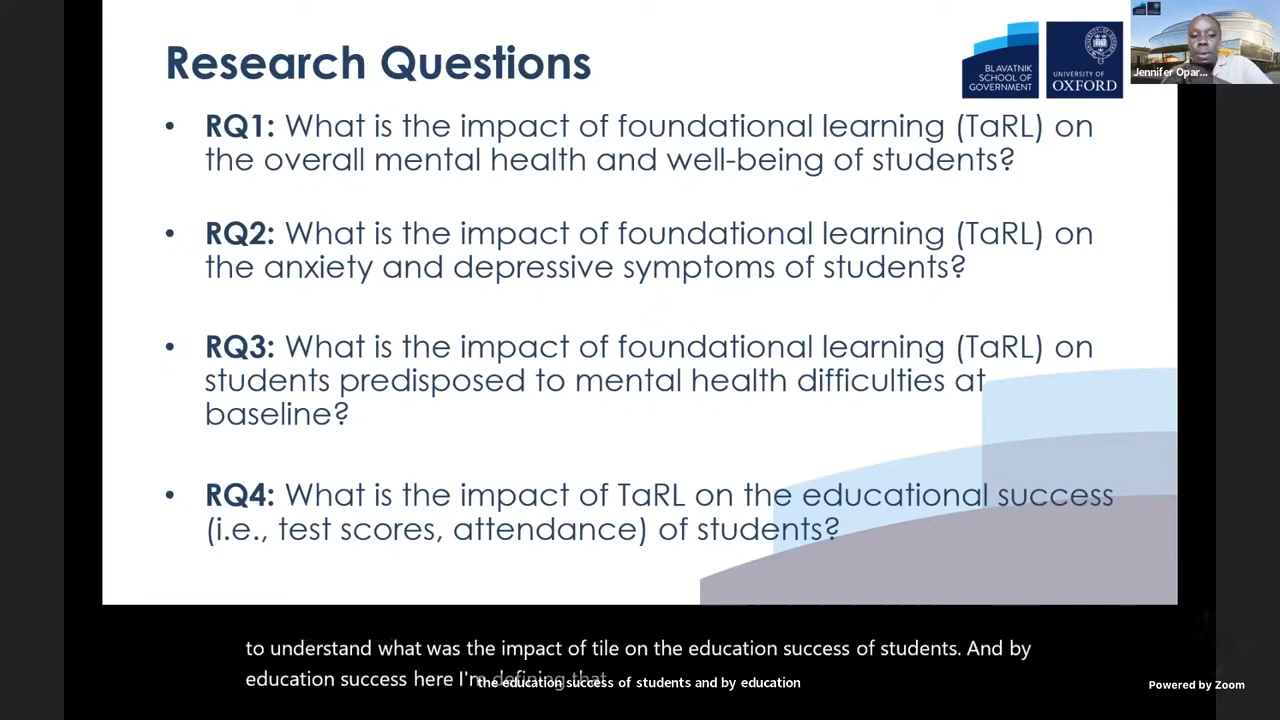 Research Questions
BLAVATNIK
SCHOOL OF
GOVERNMENT
UNIVERSITY OF
OXFORD
Jennifer Opar...
• RQ1: What is the impact of foundational learning (TaRL) on
the overall mental health and well-being of students?
• RQ2: What is the impact of foundational learning (TaRL) on
the anxiety and depressive symptoms of students?
• RQ3: What is the impact of foundational learning (TaRL) on
students predisposed to mental health difficulties at
baseline?
• RQ4: What is the impact of TaRL on the educational success
(i.e., test scores, attendance) of students?
to understand what was the impact of tile on the education success of students. And by
education success here I'm defining that
the education success of students and by education
Powered by Zoom